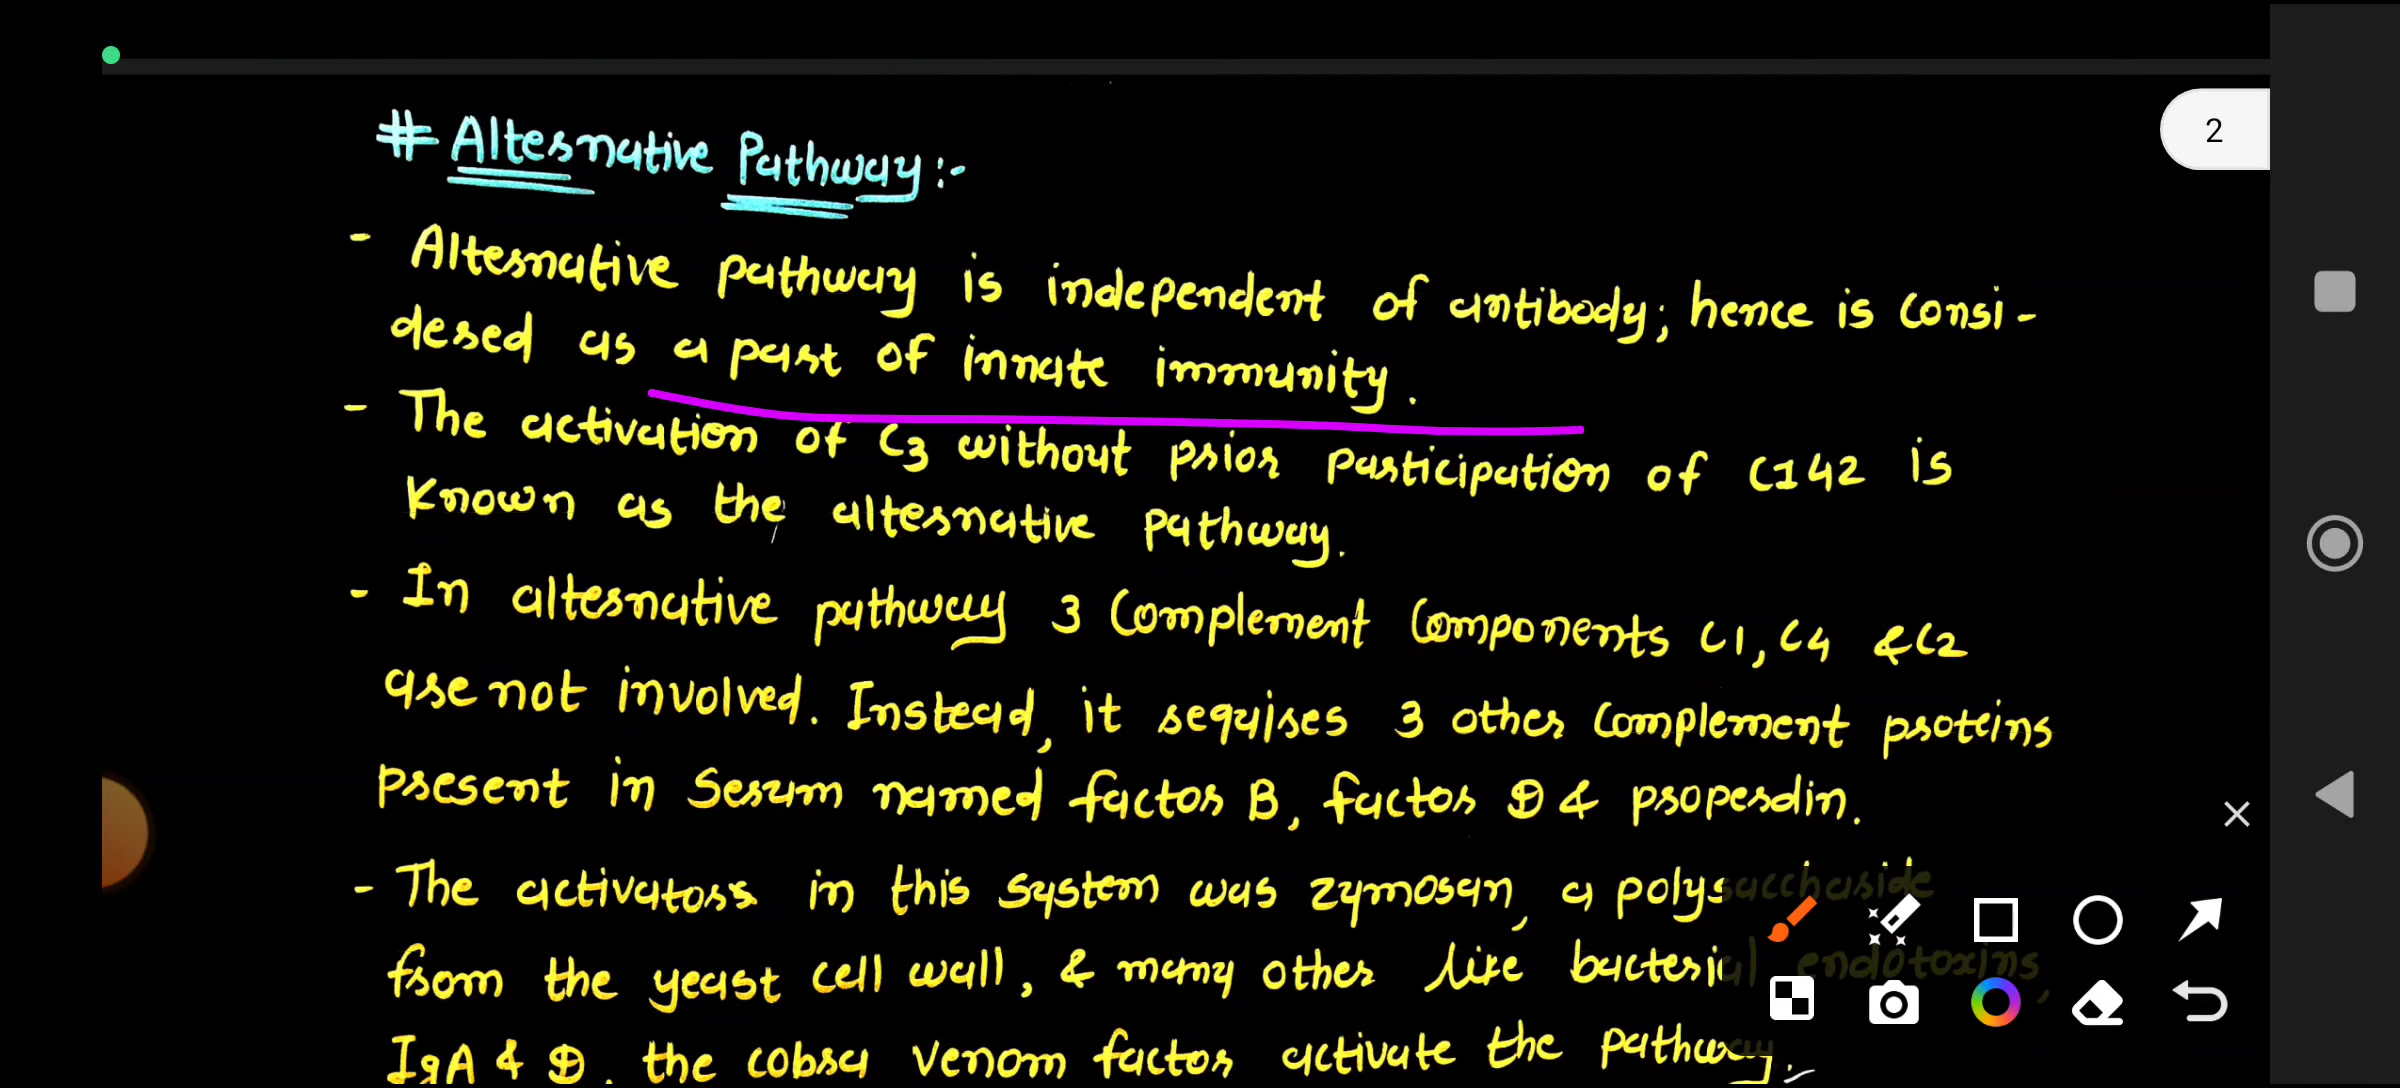 2
# Alternative Pathway:-
- Alternative pathway is independent of antibody; hence is consi-
dered as a part of innate immunity.
- The activation of C3 without prior participation of C142 is
known as the alternative pathway.
- In alternative pathway 3 complement components C1, C4 & C2
are not involved. Instead, it requires 3 other complement proteins
present in serum named factor B, factor D & properdin.
- The activators in this system was zymosan, a polysaccharide
from the yeast cell wall, & many other like bacterial endotoxins,
IgA & D, the cobra venom factor activate the pathway:-